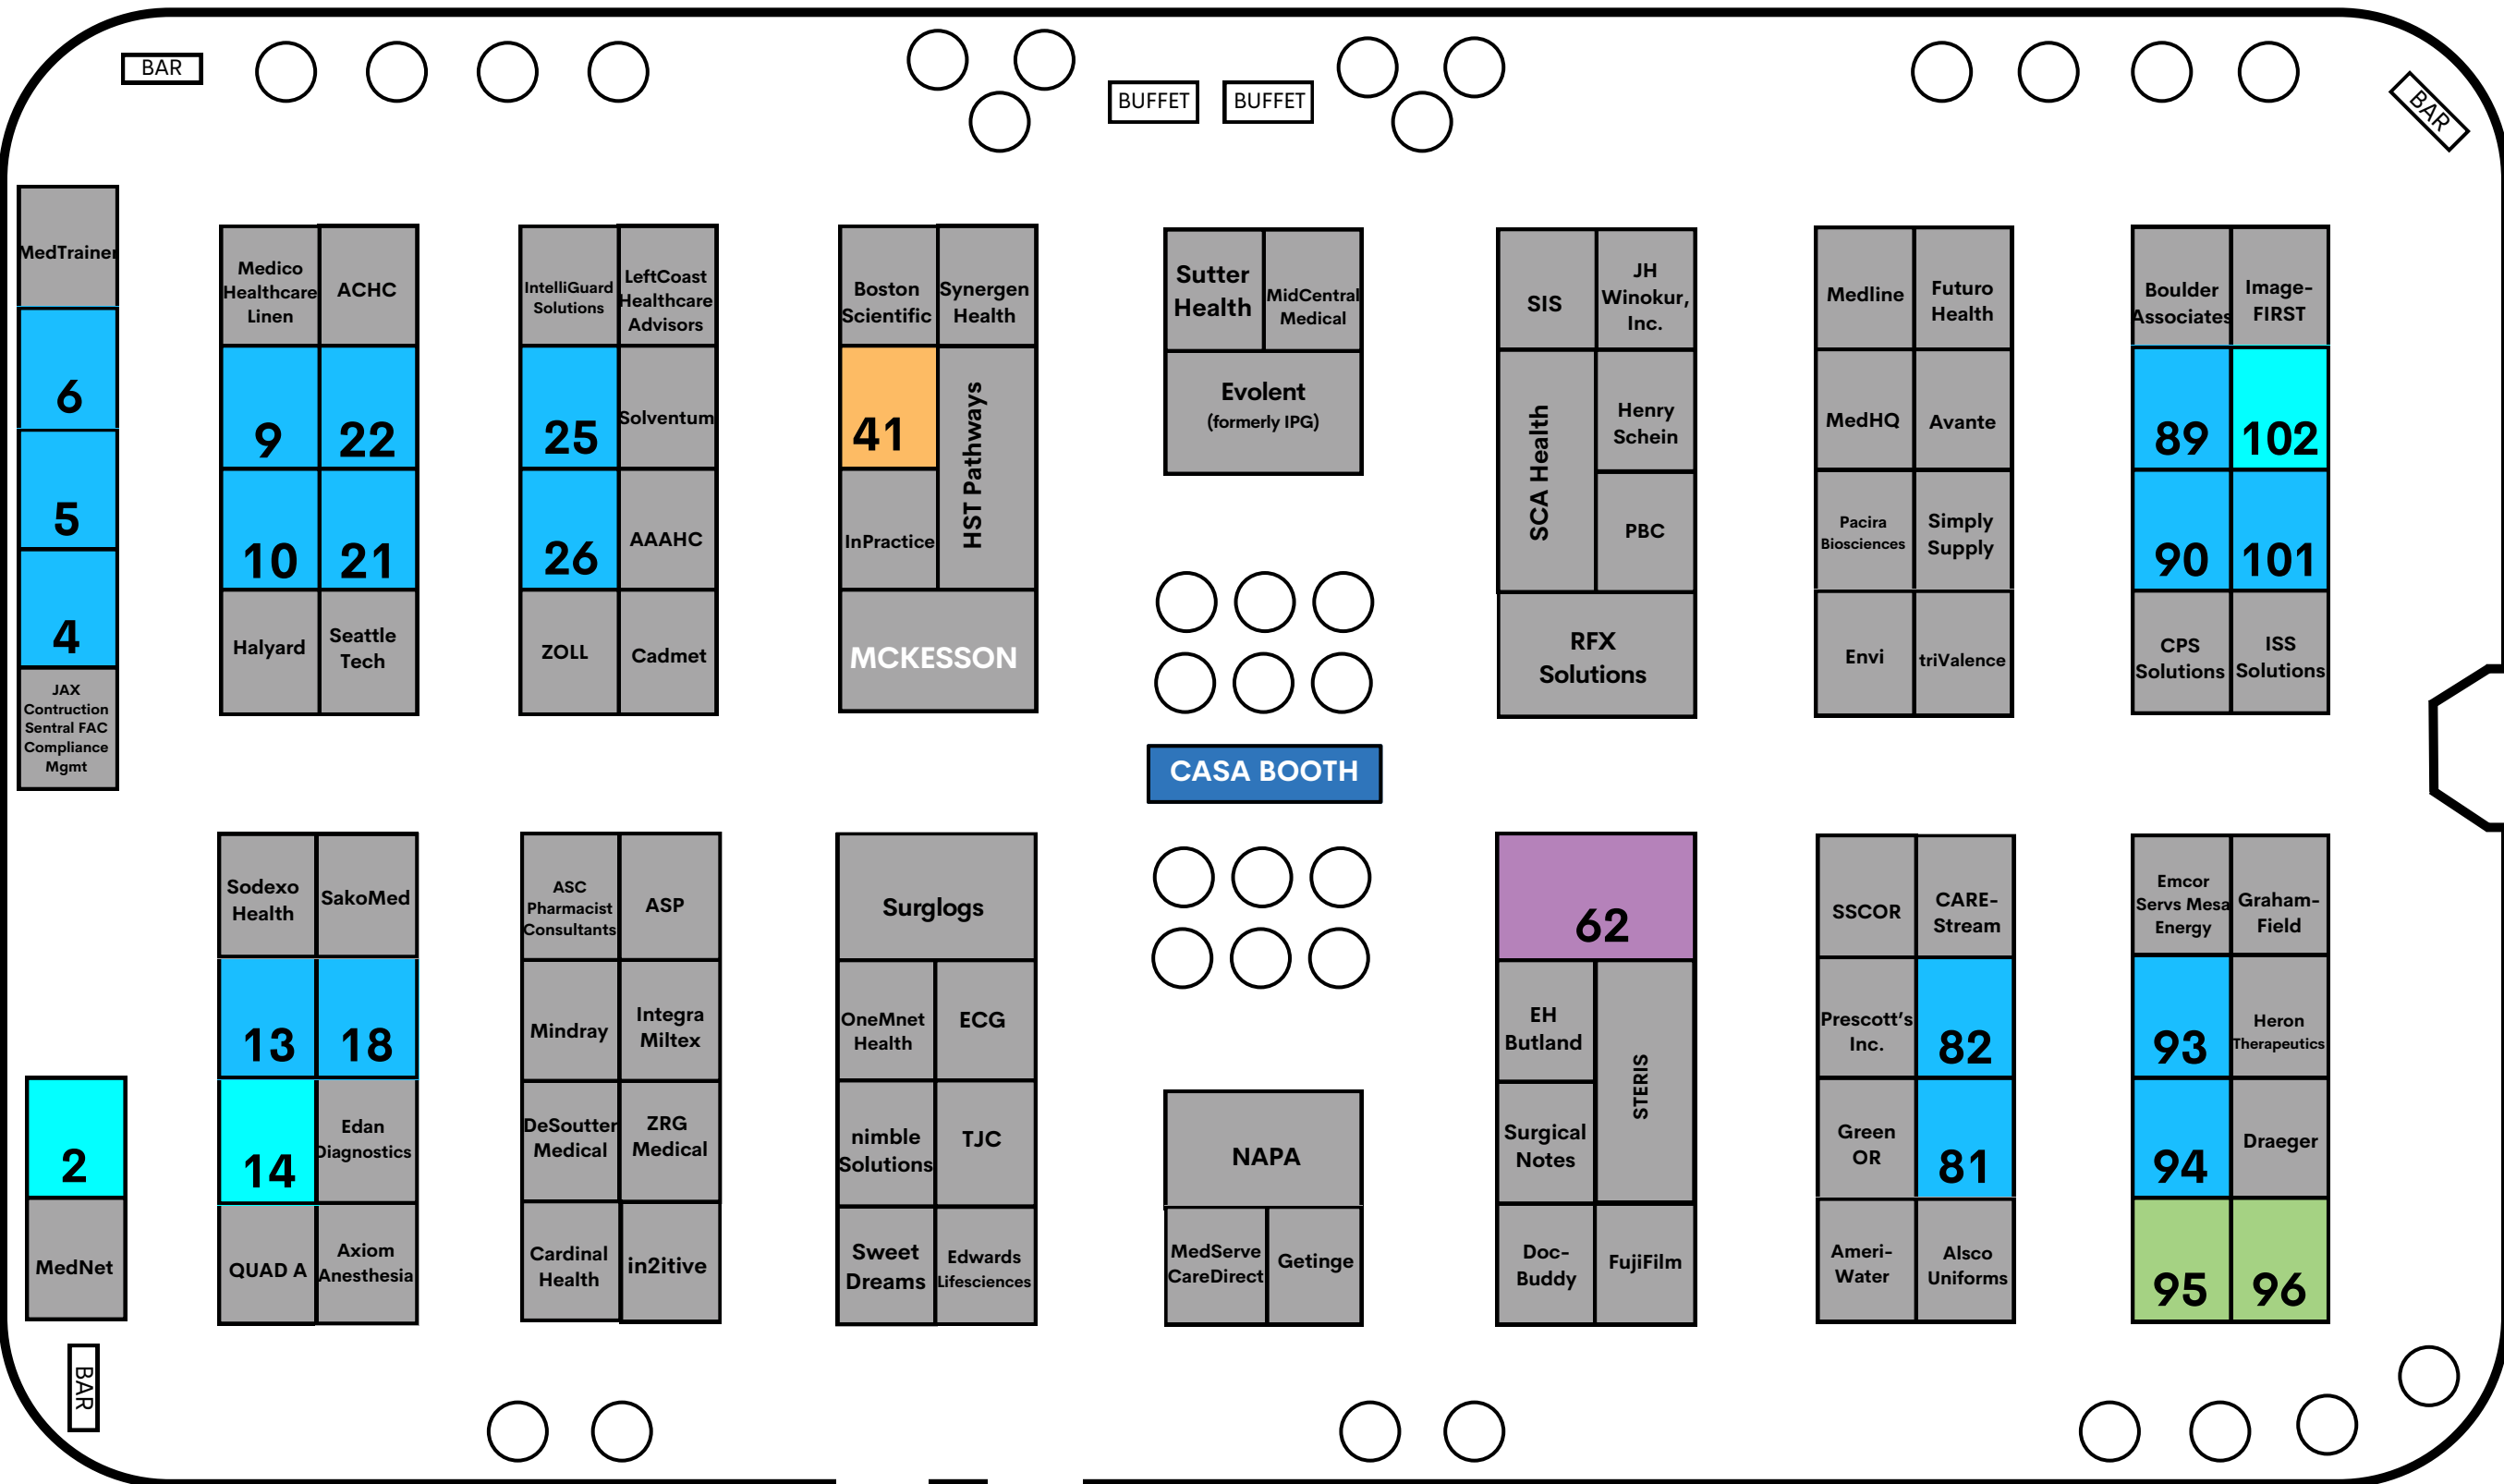 BAR
BUFFET
BUFFET
BAR
MedTrainer
6
5
4
JAX
Contruction
Sentral FAC
Compliance
Mgmt
Medico
Healthcare
Linen
ACHC
9
22
10
21
Halyard
Seattle
Tech
IntelliGuard
Solutions
LeftCoast
Healthcare
Advisors
25
Solventum
26
AAAHC
ZOLL
Cadmet
Boston
Scientific
Synergen
Health
41
HST Pathways
InPractice
MCKESSON
Sutter
Health
MidCentral
Medical
Evolent
(formerly IPG)
SIS
JH
Winokur,
Inc.
SCA Health
Henry
Schein
PBC
RFX
Solutions
Medline
Futuro
Health
MedHQ
Avante
Pacira
Biosciences
Simply
Supply
Envi
triValence
Boulder
Associates
Image-
FIRST
89
102
90
101
CPS
Solutions
ISS
Solutions
CASA BOOTH
2
MedNet
BAR
Sodexo
Health
SakoMed
13
18
14
Edan
Diagnostics
QUAD A
Axiom
Anesthesia
ASC
Pharmacist
Consultants
ASP
Mindray
Integra
Miltex
DeSoutter
Medical
ZRG
Medical
Cardinal
Health
in2itive
Surglogs
OneMnet
Health
ECG
nimble
Solutions
TJC
Sweet
Dreams
Edwards
Lifesciences
NAPA
MedServe
CareDirect
Getinge
62
EH
Butland
STERIS
Surgical
Notes
Doc-
Buddy
FujiFilm
SSCOR
CARE-
Stream
Prescott's
Inc.
82
Green
OR
81
Ameri-
Water
Alsco
Uniforms
Emcor
Servs Mesa
Energy
Graham-
Field
93
Heron
Therapeutics
94
Draeger
95
96